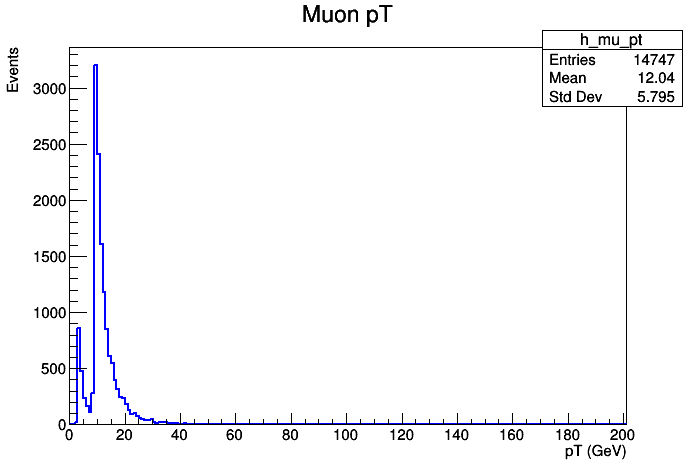 Muon pT
h_mu_pt
Entries 14747
Mean 12.04
Std Dev 5.795
Events
3000
2500
2000
1500
1000
500
0
0 20 40 60 80 100 120 140 160 180 200
pT (GeV)